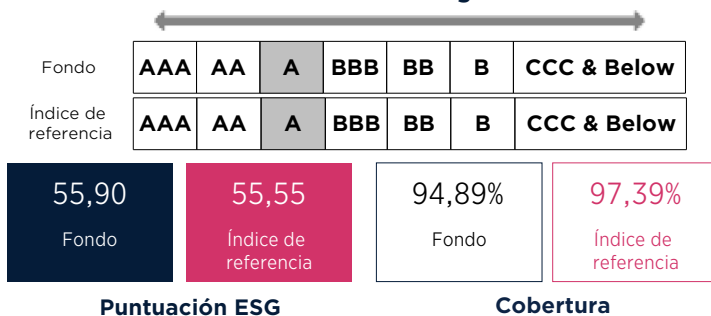 Fondo AAA AA A BBB BB B CCC & Below
Índice de
referencia AAA AA A BBB BB B CCC & Below
55,90 55,55 94,89% 97,39%
Fondo Índice de Fondo Índice de
referencia referencia
Puntuación ESG Cobertura